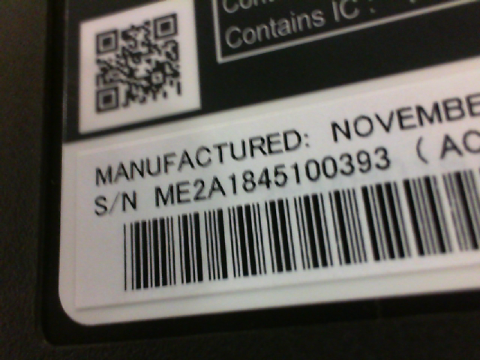 Contains IC :
MANUFACTURED: NOVEMBE
S/N ME2A1845100393 ( AC